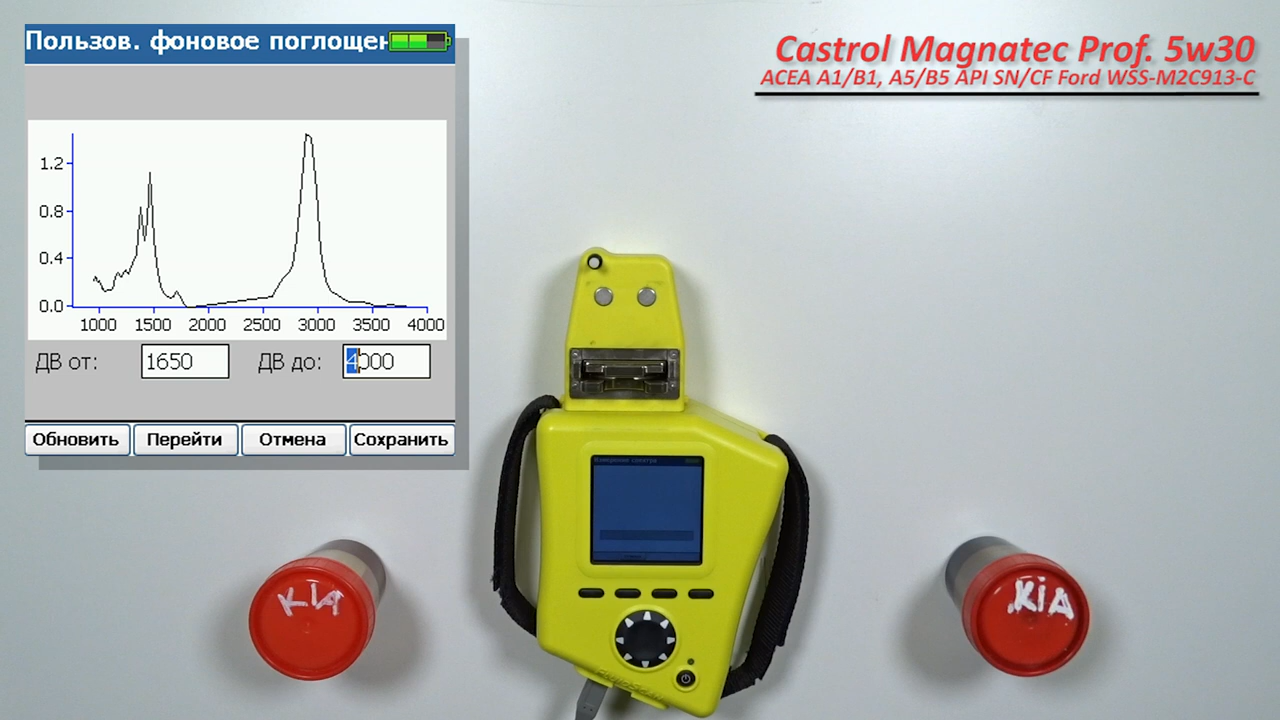 Пользов. фоновое поглощен
Castrol Magnatec Prof. 5w30
ACEA A1/B1, A5/B5 API SN/CF Ford WSS-M2C913-C
1.2
0.8
0.4
0.0
1000 1500 2000 2500 3000 3500 4000
ДВ от: 1650 ДВ до: 4000
Обновить Перейти Отмена Сохранить
Измерение спектра
KIA
KIA